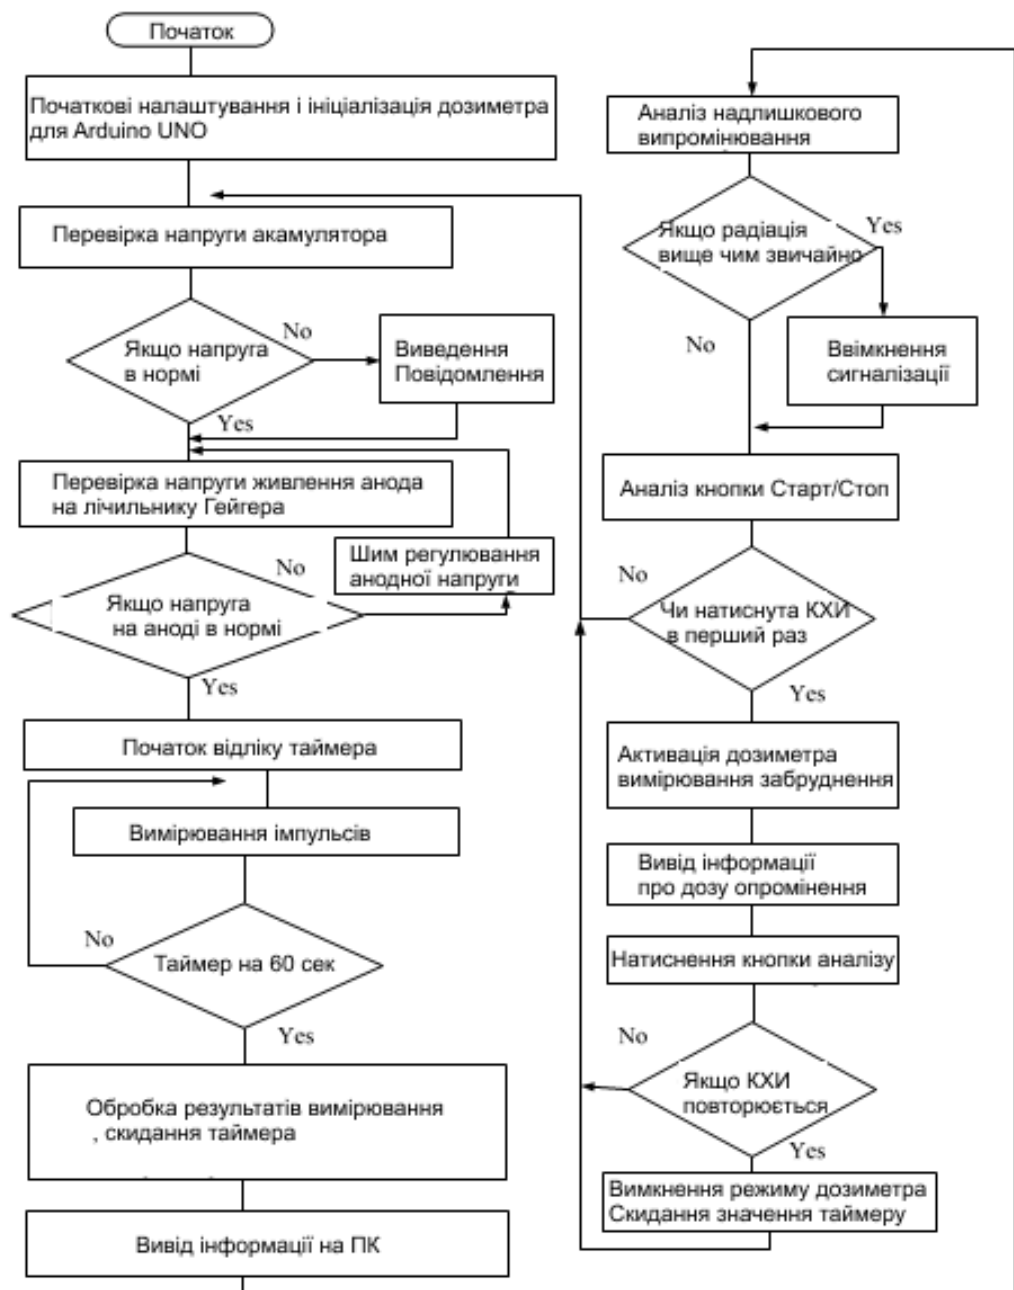 Початок
Початкові налаштування і ініціалізація дозиметра
для Arduino UNO
Перевірка напруги акамулятора
No
Якщо напруга
в нормі
Виведення
Повідомлення
Yes
Перевірка напруги живлення анода
на лічильнику Гейгера
No
Шим регулювання
анодної напруги
Якщо напруга
на аноді в нормі
Yes
Початок відліку таймера
Вимірювання імпульсів
No
Таймер на 60 сек
Yes
Обробка результатів вимірювання
, скидання таймера
Вивід інформації на ПК
Аналіз надлишкового
випромінювання
Якщо радіація
вище чим звичайно
Yes
No
Ввімкнення
сигналізації
Аналіз кнопки Старт/Стоп
No
Чи натиснута КХИ
в перший раз
Yes
Активація дозиметра
вимірювання забруднення
Вивід інформації
про дозу опромінення
Натиснення кнопки аналізу
No
Якщо КХИ
повторюється
Yes
Вимкнення режиму дозиметра
Скидання значення таймеру